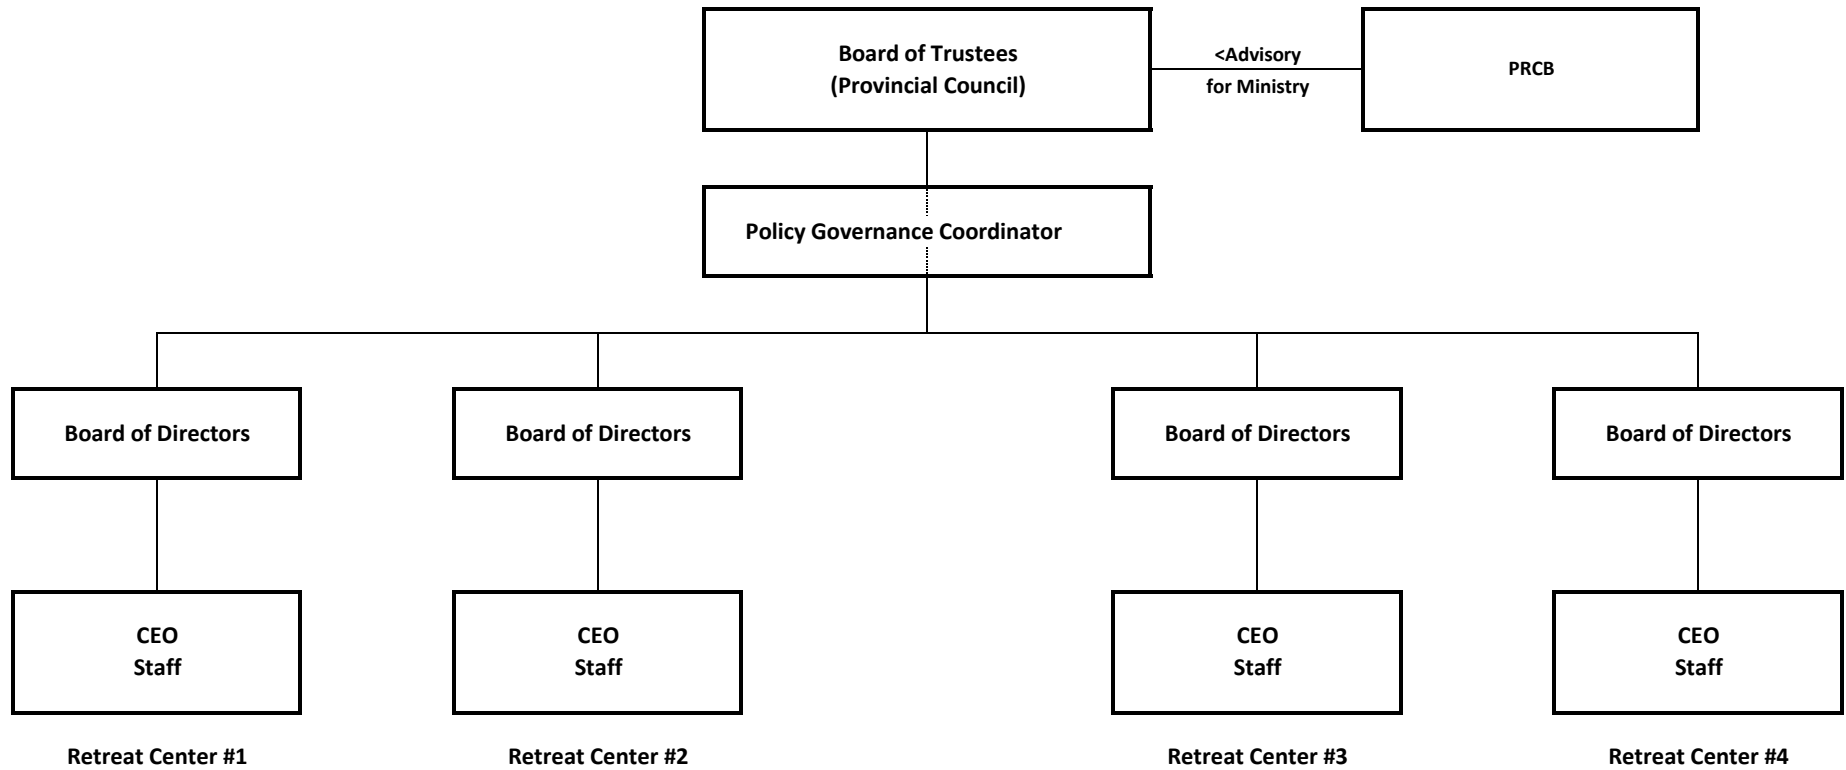 Board of Trustees
(Provincial Council)
<Advisory
for Ministry
PRCB
Policy Governance Coordinator
Board of Directors
Board of Directors
Board of Directors
Board of Directors
CEO
Staff
CEO
Staff
CEO
Staff
CEO
Staff
Retreat Center #1
Retreat Center #2
Retreat Center #3
Retreat Center #4